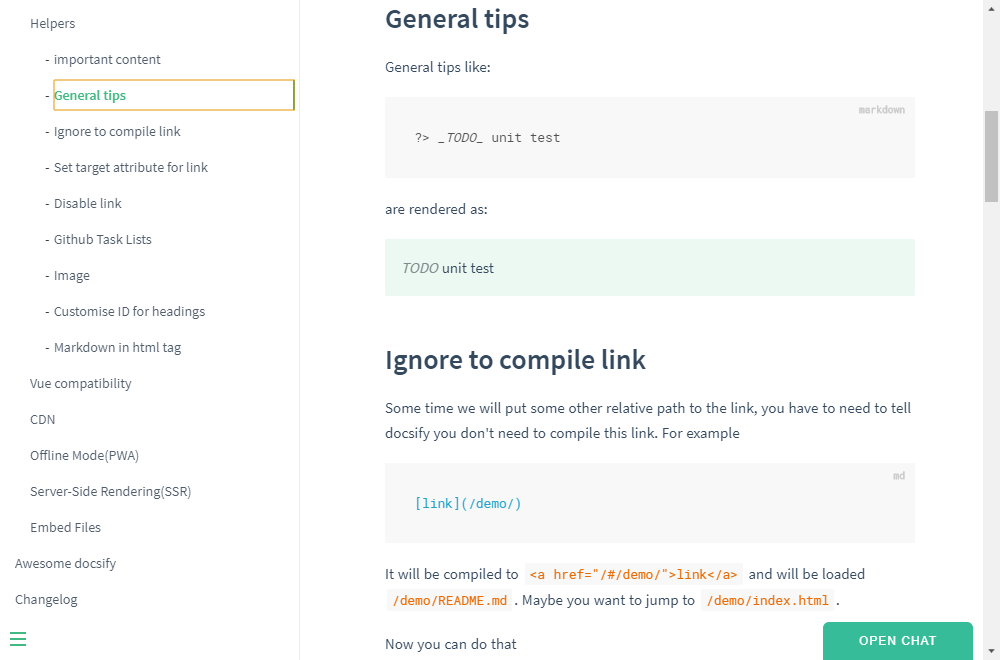 Helpers
- important content
- General tips
- Ignore to compile link
- Set target attribute for link
- Disable link
- Github Task Lists
- Image
- Customise ID for headings
- Markdown in html tag
Vue compatibility
CDN
Offline Mode(PWA)
Server-Side Rendering(SSR)
Embed Files
Awesome docsify
Changelog
General tips
General tips like:
markdown
?> _TODO_ unit test
are rendered as:
TODO unit test
Ignore to compile link
Some time we will put some other relative path to the link, you have to need to tell
docsify you don't need to compile this link. For example
md
[link](/demo/)
It will be compiled to <a href="/#/demo/">link</a> and will be loaded
/demo/README.md . Maybe you want to jump to /demo/index.html .
Now you can do that
OPEN CHAT